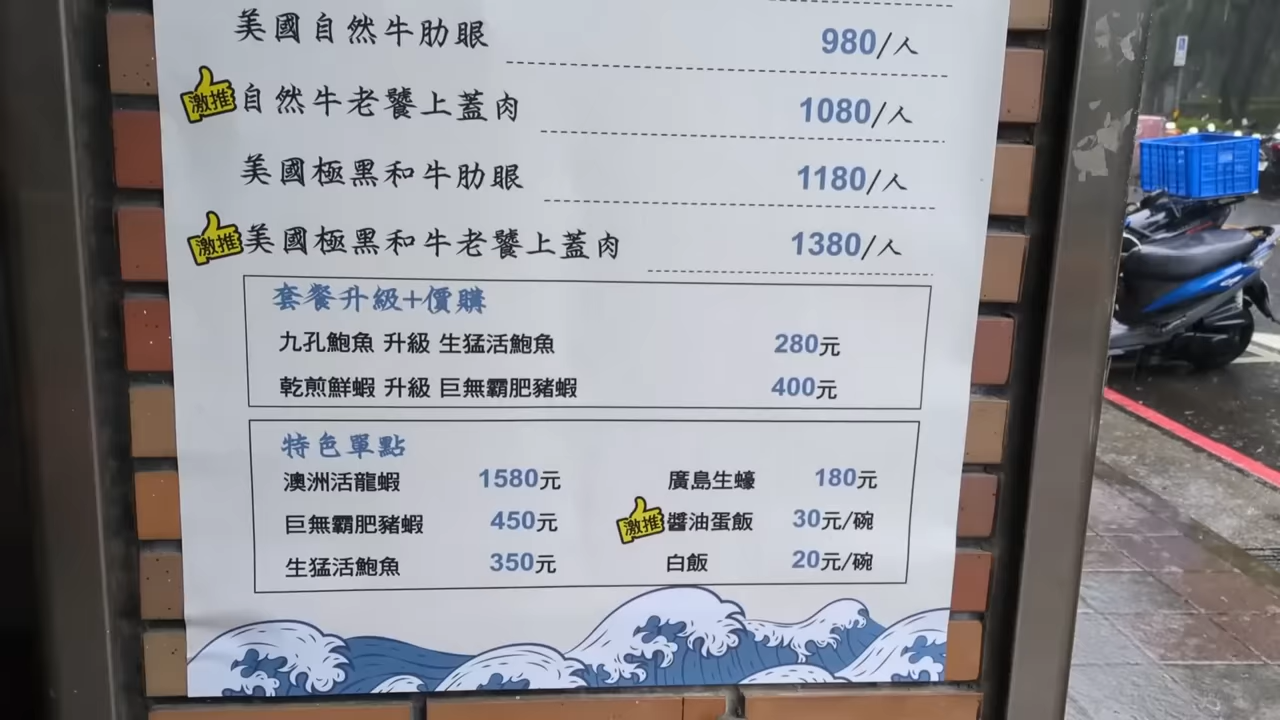 美國自然牛肋眼 980/人
激推 自然牛老饕上蓋肉 1080/人
美國極黑和牛肋眼 1180/人
激推 美國極黑和牛老饕上蓋肉 1380/人
套餐升級+價購
九孔鮑魚 升級 生猛活鮑魚 280元
乾煎鮮蝦 升級 巨無霸肥豬蝦 400元
特色單點
澳洲活龍蝦 1580元 廣島生蠔 180元
巨無霸肥豬蝦 450元 激推 醬油蛋飯 30元/碗
生猛活鮑魚 350元 白飯 20元/碗